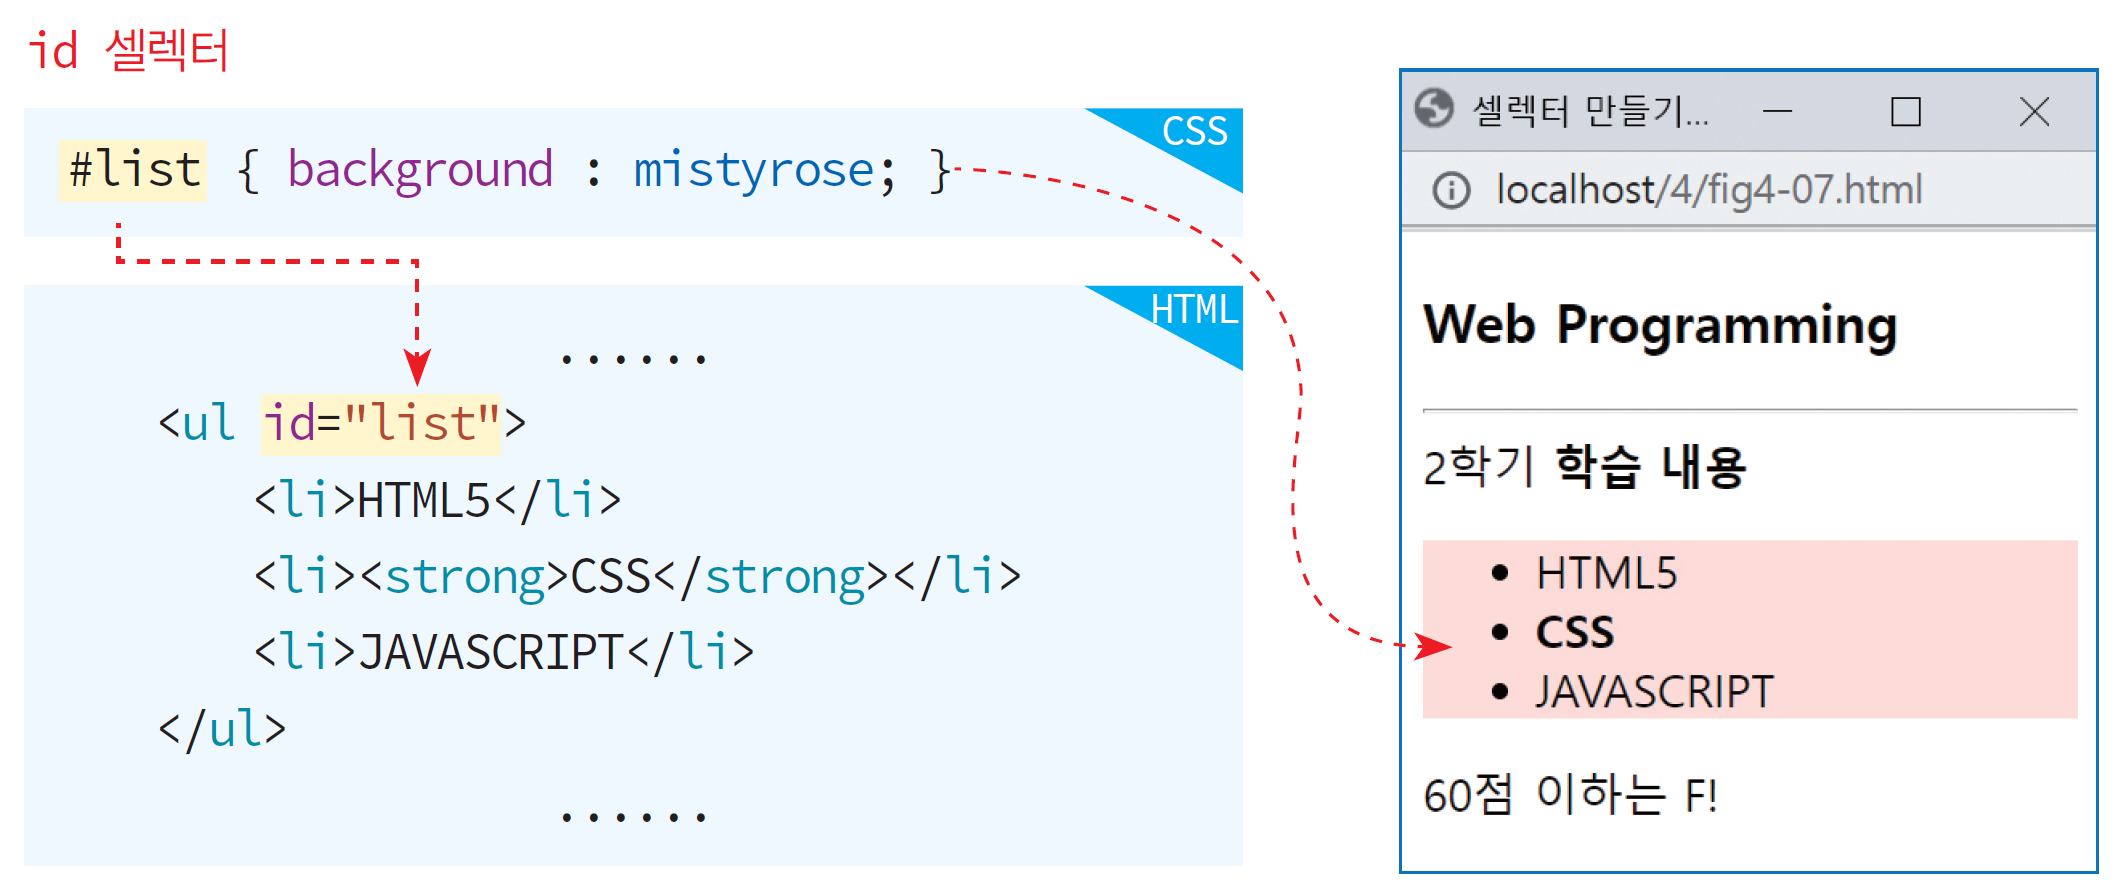 id 셀렉터
CSS
#list { background : mistyrose; }
HTML
......
<ul id="list">
<li>HTML5</li>
<li><strong>CSS</strong></li>
<li>JAVASCRIPT</li>
</ul>
......
셀렉터 만들기...
localhost/4/fig4-07.html
Web Programming
2학기 학습 내용
• HTML5
• CSS
• JAVASCRIPT
60점 이하는 F!